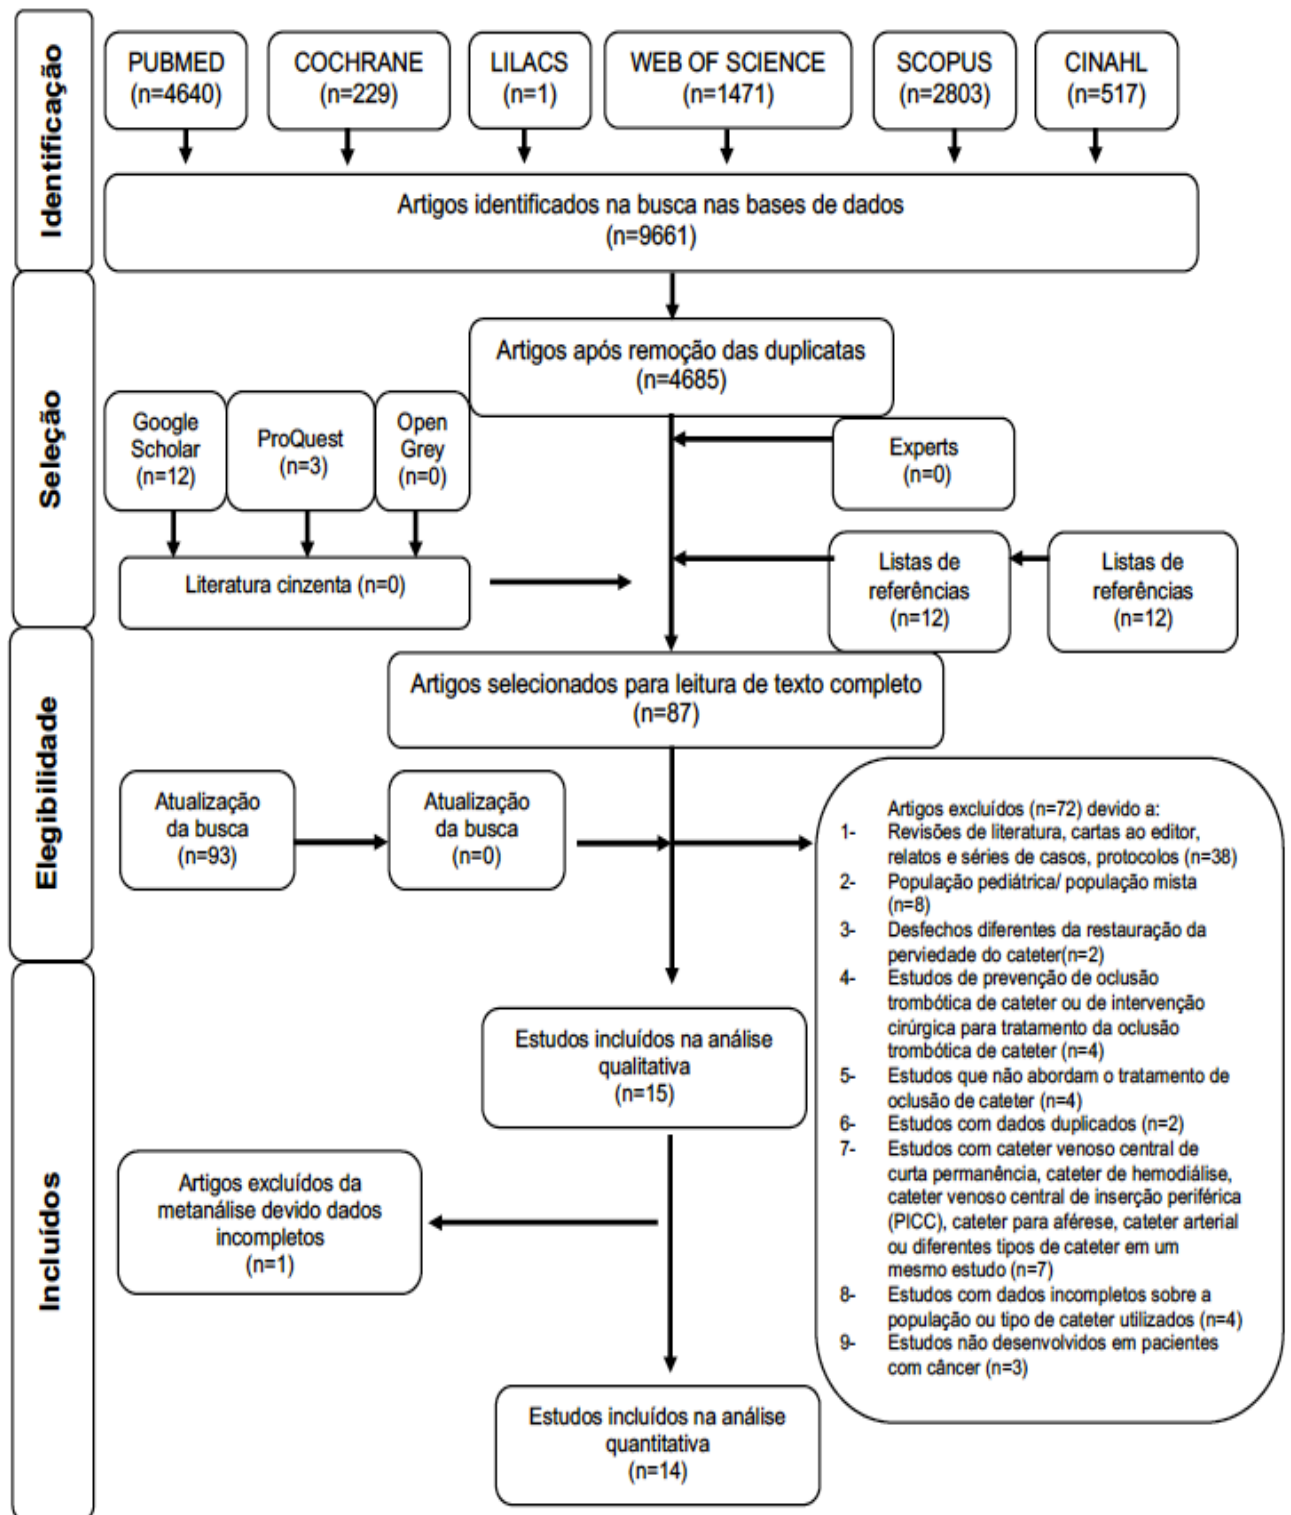 Identificação
PUBMED
(n=4640)
COCHRANE
(n=229)
LILACS
(n=1)
WEB OF SCIENCE
(n=1471)
SCOPUS
(n=2803)
CINAHL
(n=517)
Artigos identificados na busca nas bases de dados
(n=9661)
Seleção
Artigos após remoção das duplicatas
(n=4685)
Google
Scholar
(n=12)
ProQuest
(n=3)
Open
Grey
(n=0)
Experts
(n=0)
Literatura cinzenta (n=0)
Listas de
referências
(n=12)
Listas de
referências
(n=12)
Elegibilidade
Artigos selecionados para leitura de texto completo
(n=87)
Atualização
da busca
(n=93)
Atualização
da busca
(n=0)
Artigos excluídos (n=72) devido a:
1- Revisões de literatura, cartas ao editor,
relatos e séries de casos, protocolos (n=38)
2- População pediátrica/ população mista
(n=8)
3- Desfechos diferentes da restauração da
perviedade do cateter(n=2)
4- Estudos de prevenção de oclusão
trombótica de cateter ou de intervenção
cirúrgica para tratamento da oclusão
trombótica de cateter (n=4)
5- Estudos que não abordam o tratamento de
oclusão de cateter (n=4)
6- Estudos com dados duplicados (n=2)
7- Estudos com cateter venoso central de
curta permanência, cateter de hemodiálise,
cateter venoso central de inserção periférica
(PICC), cateter para aférese, cateter arterial
ou diferentes tipos de cateter em um
mesmo estudo (n=7)
8- Estudos com dados incompletos sobre a
população ou tipo de cateter utilizados (n=4)
9- Estudos não desenvolvidos em pacientes
com câncer (n=3)
Incluídos
Estudos incluídos na análise
qualitativa
(n=15)
Artigos excluídos da
metanálise devido dados
incompletos
(n=1)
Estudos incluídos na análise
quantitativa
(n=14)